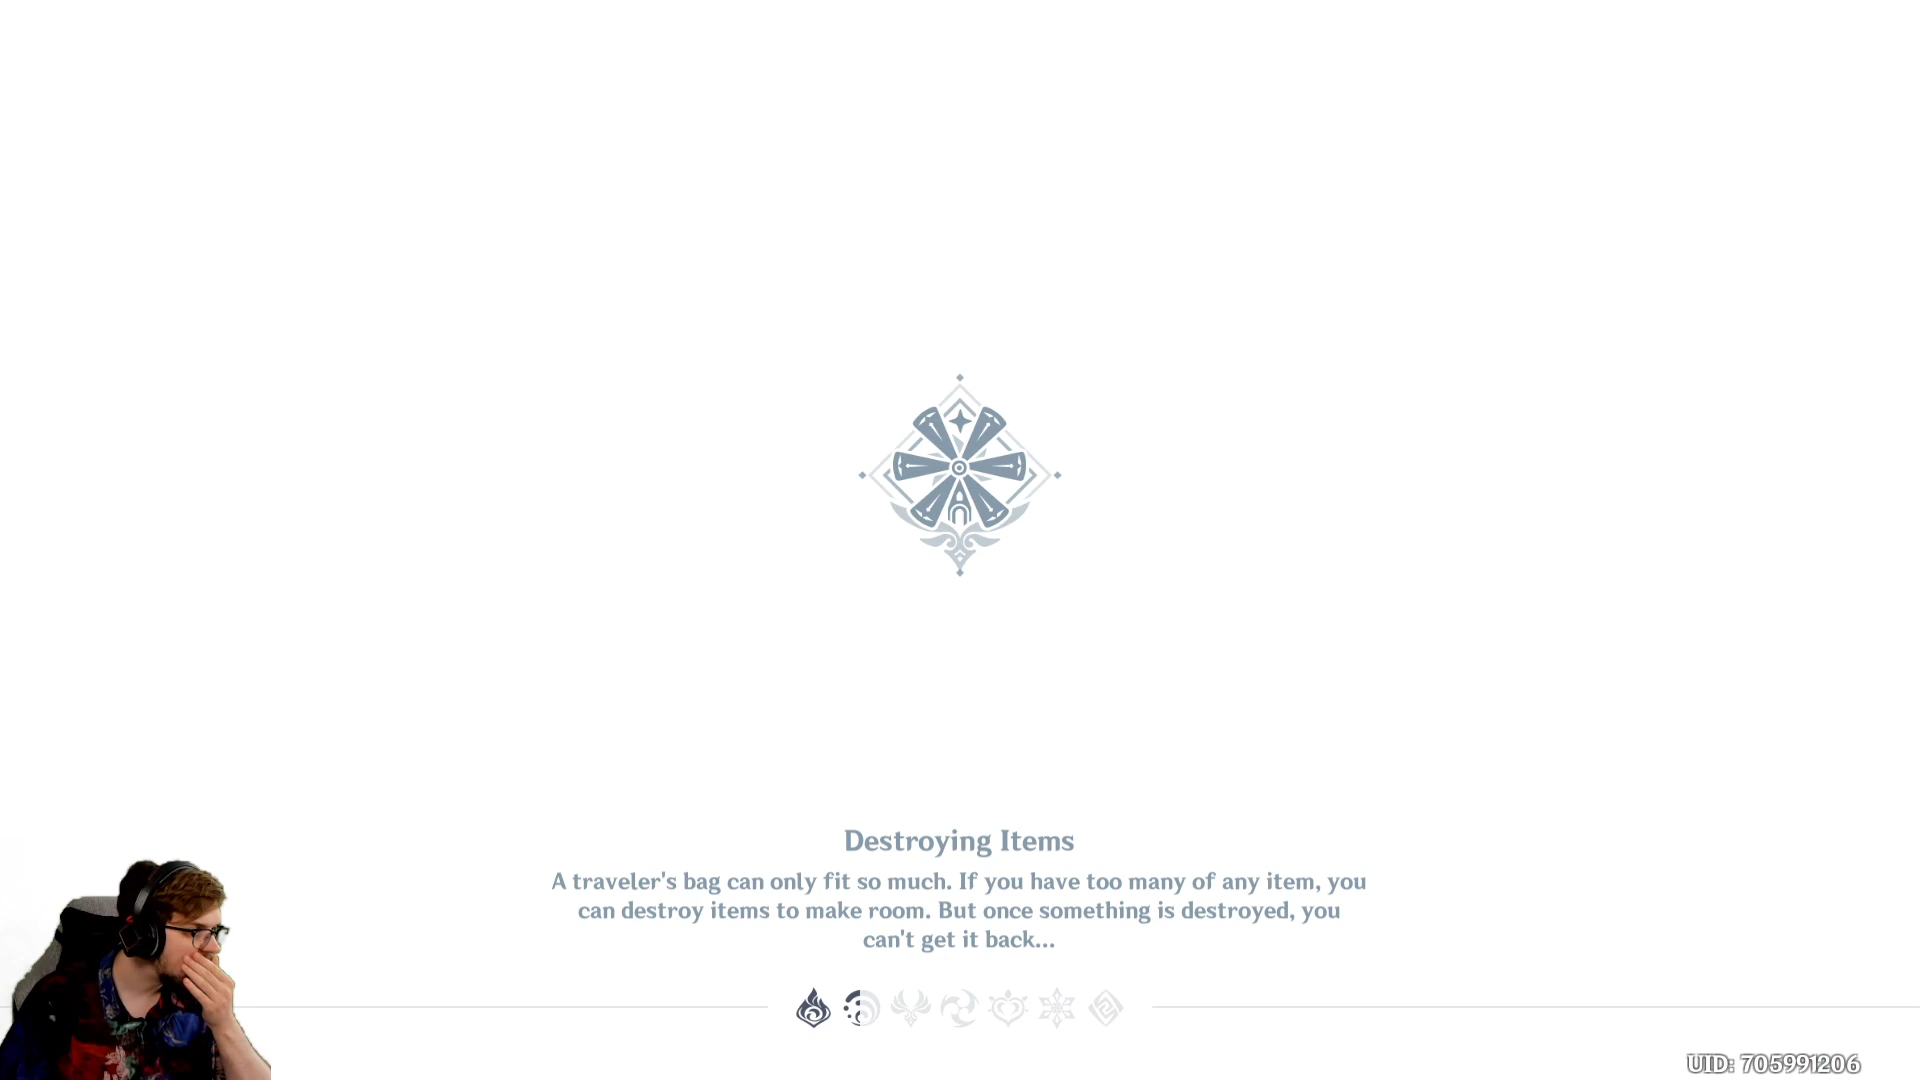 Destroying Items
A traveler's bag can only fit so much. If you have too many of any item, you
can destroy items to make room. But once something is destroyed, you
can't get it back...
UID: 705991206